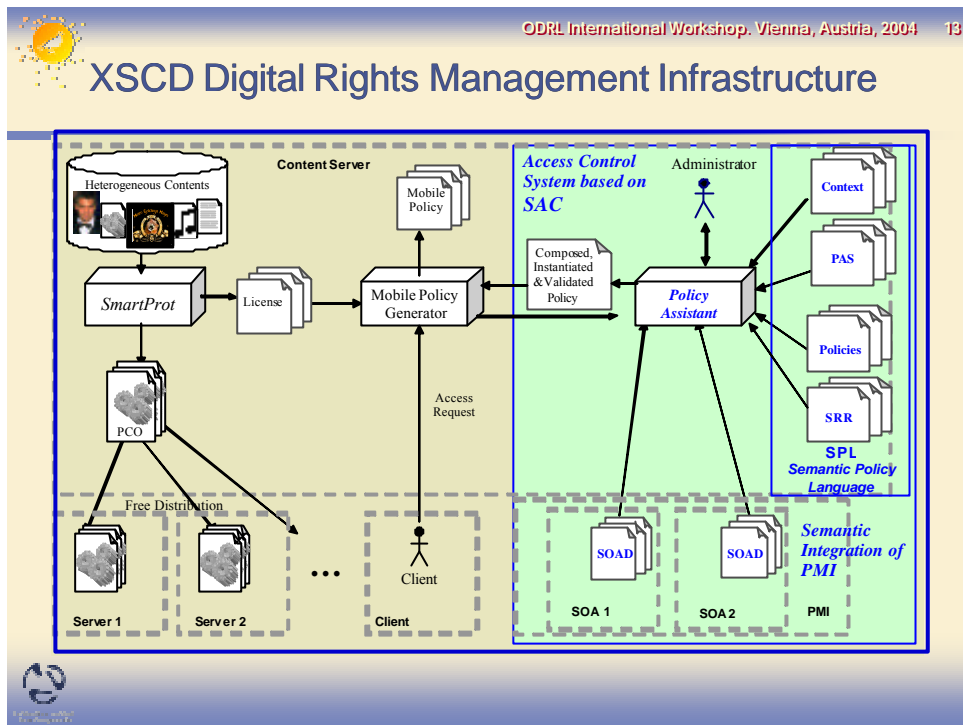 ODRL International Workshop. Vienna, Austria, 2004 13
XSCD Digital Rights Management Infrastructure
Content Server
Heterogeneous Contents
SmartProt
License
Mobile
Policy
Mobile Policy
Generator
Composed,
Instantiated
&Validated
Policy
Access Control
System based on
SAC
Administrator
Policy
Assistant
Context
PAS
Policies
SRR
SPL
Semantic Policy
Language
PCO
Access
Request
Free Distribution
Server 1
Server 2
...
Client
Client
SOAD
SOA 1
SOAD
SOA 2
PMI
Semantic
Integration of
PMI